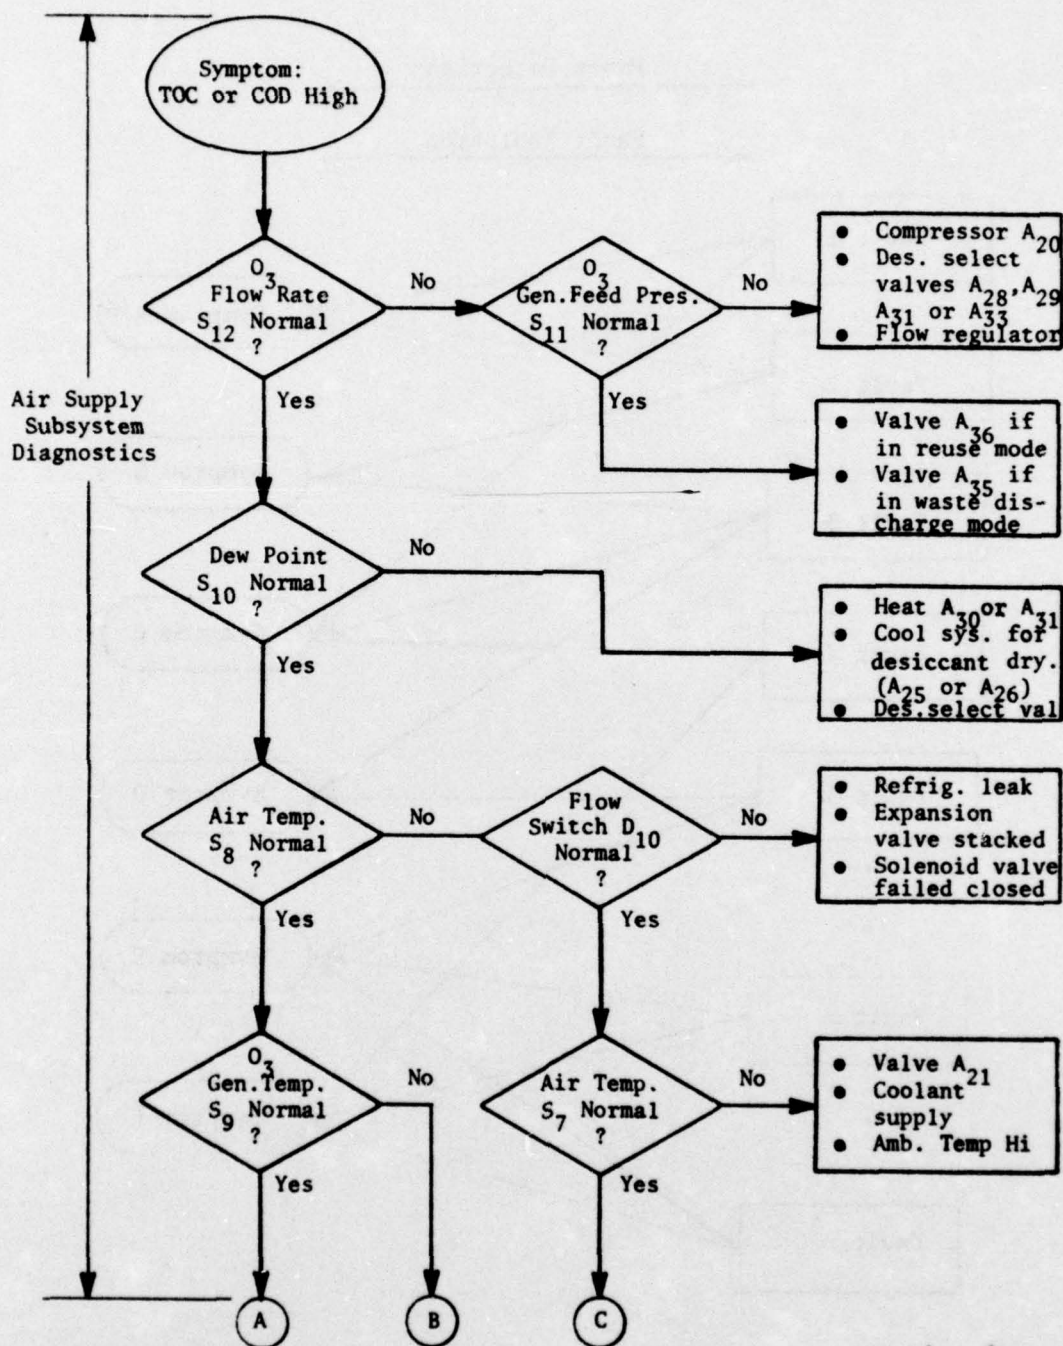 Symptom:
TOC or COD High
O3
Flow Rate
S12 Normal
?
No
O3
Gen.Feed Pres.
S11 Normal
?
No
● Compressor A20
● Des. select
valves A28,A29
A31 or A33
● Flow regulator
Yes
Yes
Air Supply
Subsystem
Diagnostics
● Valve A36 if
in reuse mode
● Valve A35 if
in waste dis-
charge mode
Dew Point
S10 Normal
?
No
● Heat A30 or A31
● Cool sys. for
desiccant dry.
(A25 or A26)
● Des.select val
Yes
Air Temp.
S8 Normal
?
No
Flow
Switch D10
Normal
?
No
● Refrig. leak
● Expansion
valve stacked
● Solenoid valve
failed closed
Yes
Yes
O3
Gen.Temp.
S9 Normal
?
No
Air Temp.
S7 Normal
?
No
● Valve A21
● Coolant
supply
● Amb. Temp Hi
Yes
Yes
A
B
C